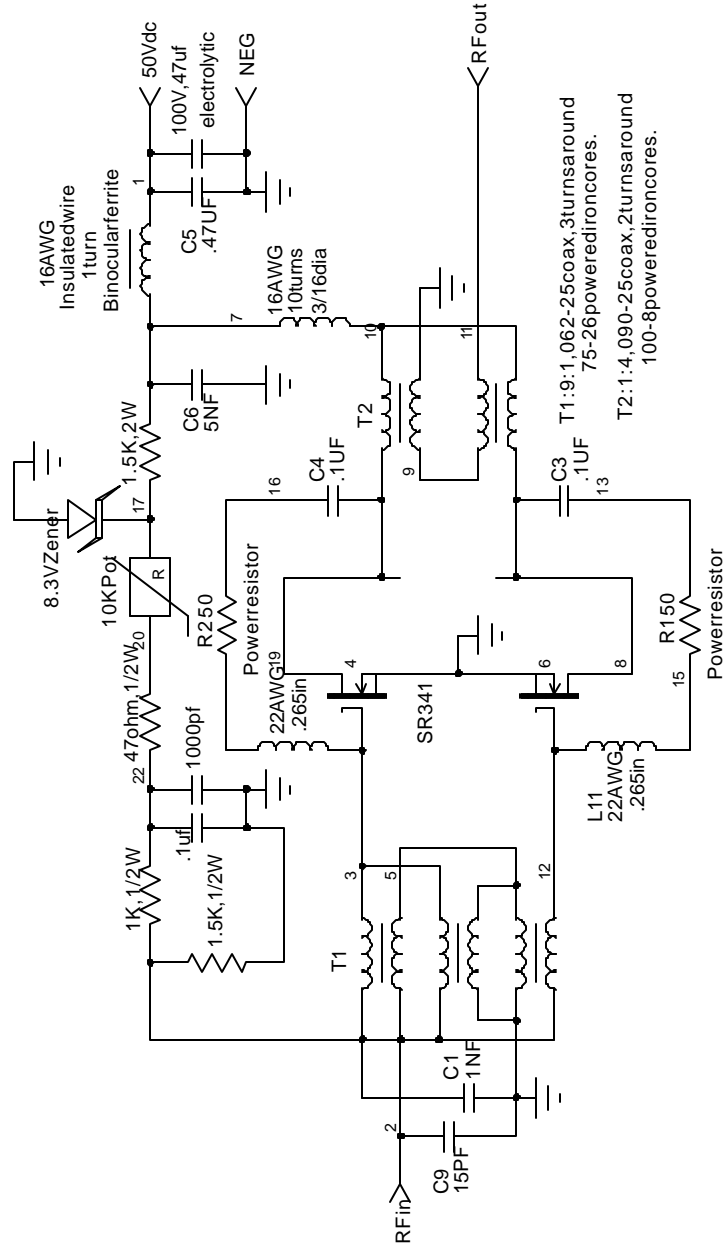 16AWG
Insulatedwire
1turn
Binocularferrite
50Vdc
1
100V,47uf
electrolytic
NEG
C5
.47UF
7
16AWG
10turns
3/16dia
C6
5NF
1.5K,2W
8.3VZener
17
10KPot
R
20
47ohm,1/2W
22
1000pf
.1uf
1K,1/2W
1.5K,1/2W
R250
Powerresistor
16
C4
.1UF
T2
10
11
9
RFout
22AWG
.265in
19
4
SR341
6
8
C3
.1UF
13
R150
Powerresistor
15
L11
22AWG
.265in
3
5
T1
12
C1
1NF
2
C9
15PF
RFin
T1:9:1,062-25coax,3turnsaround
75-26poweredironcores.
T2:1:4,090-25coax,2turnsaround
100-8poweredironcores.